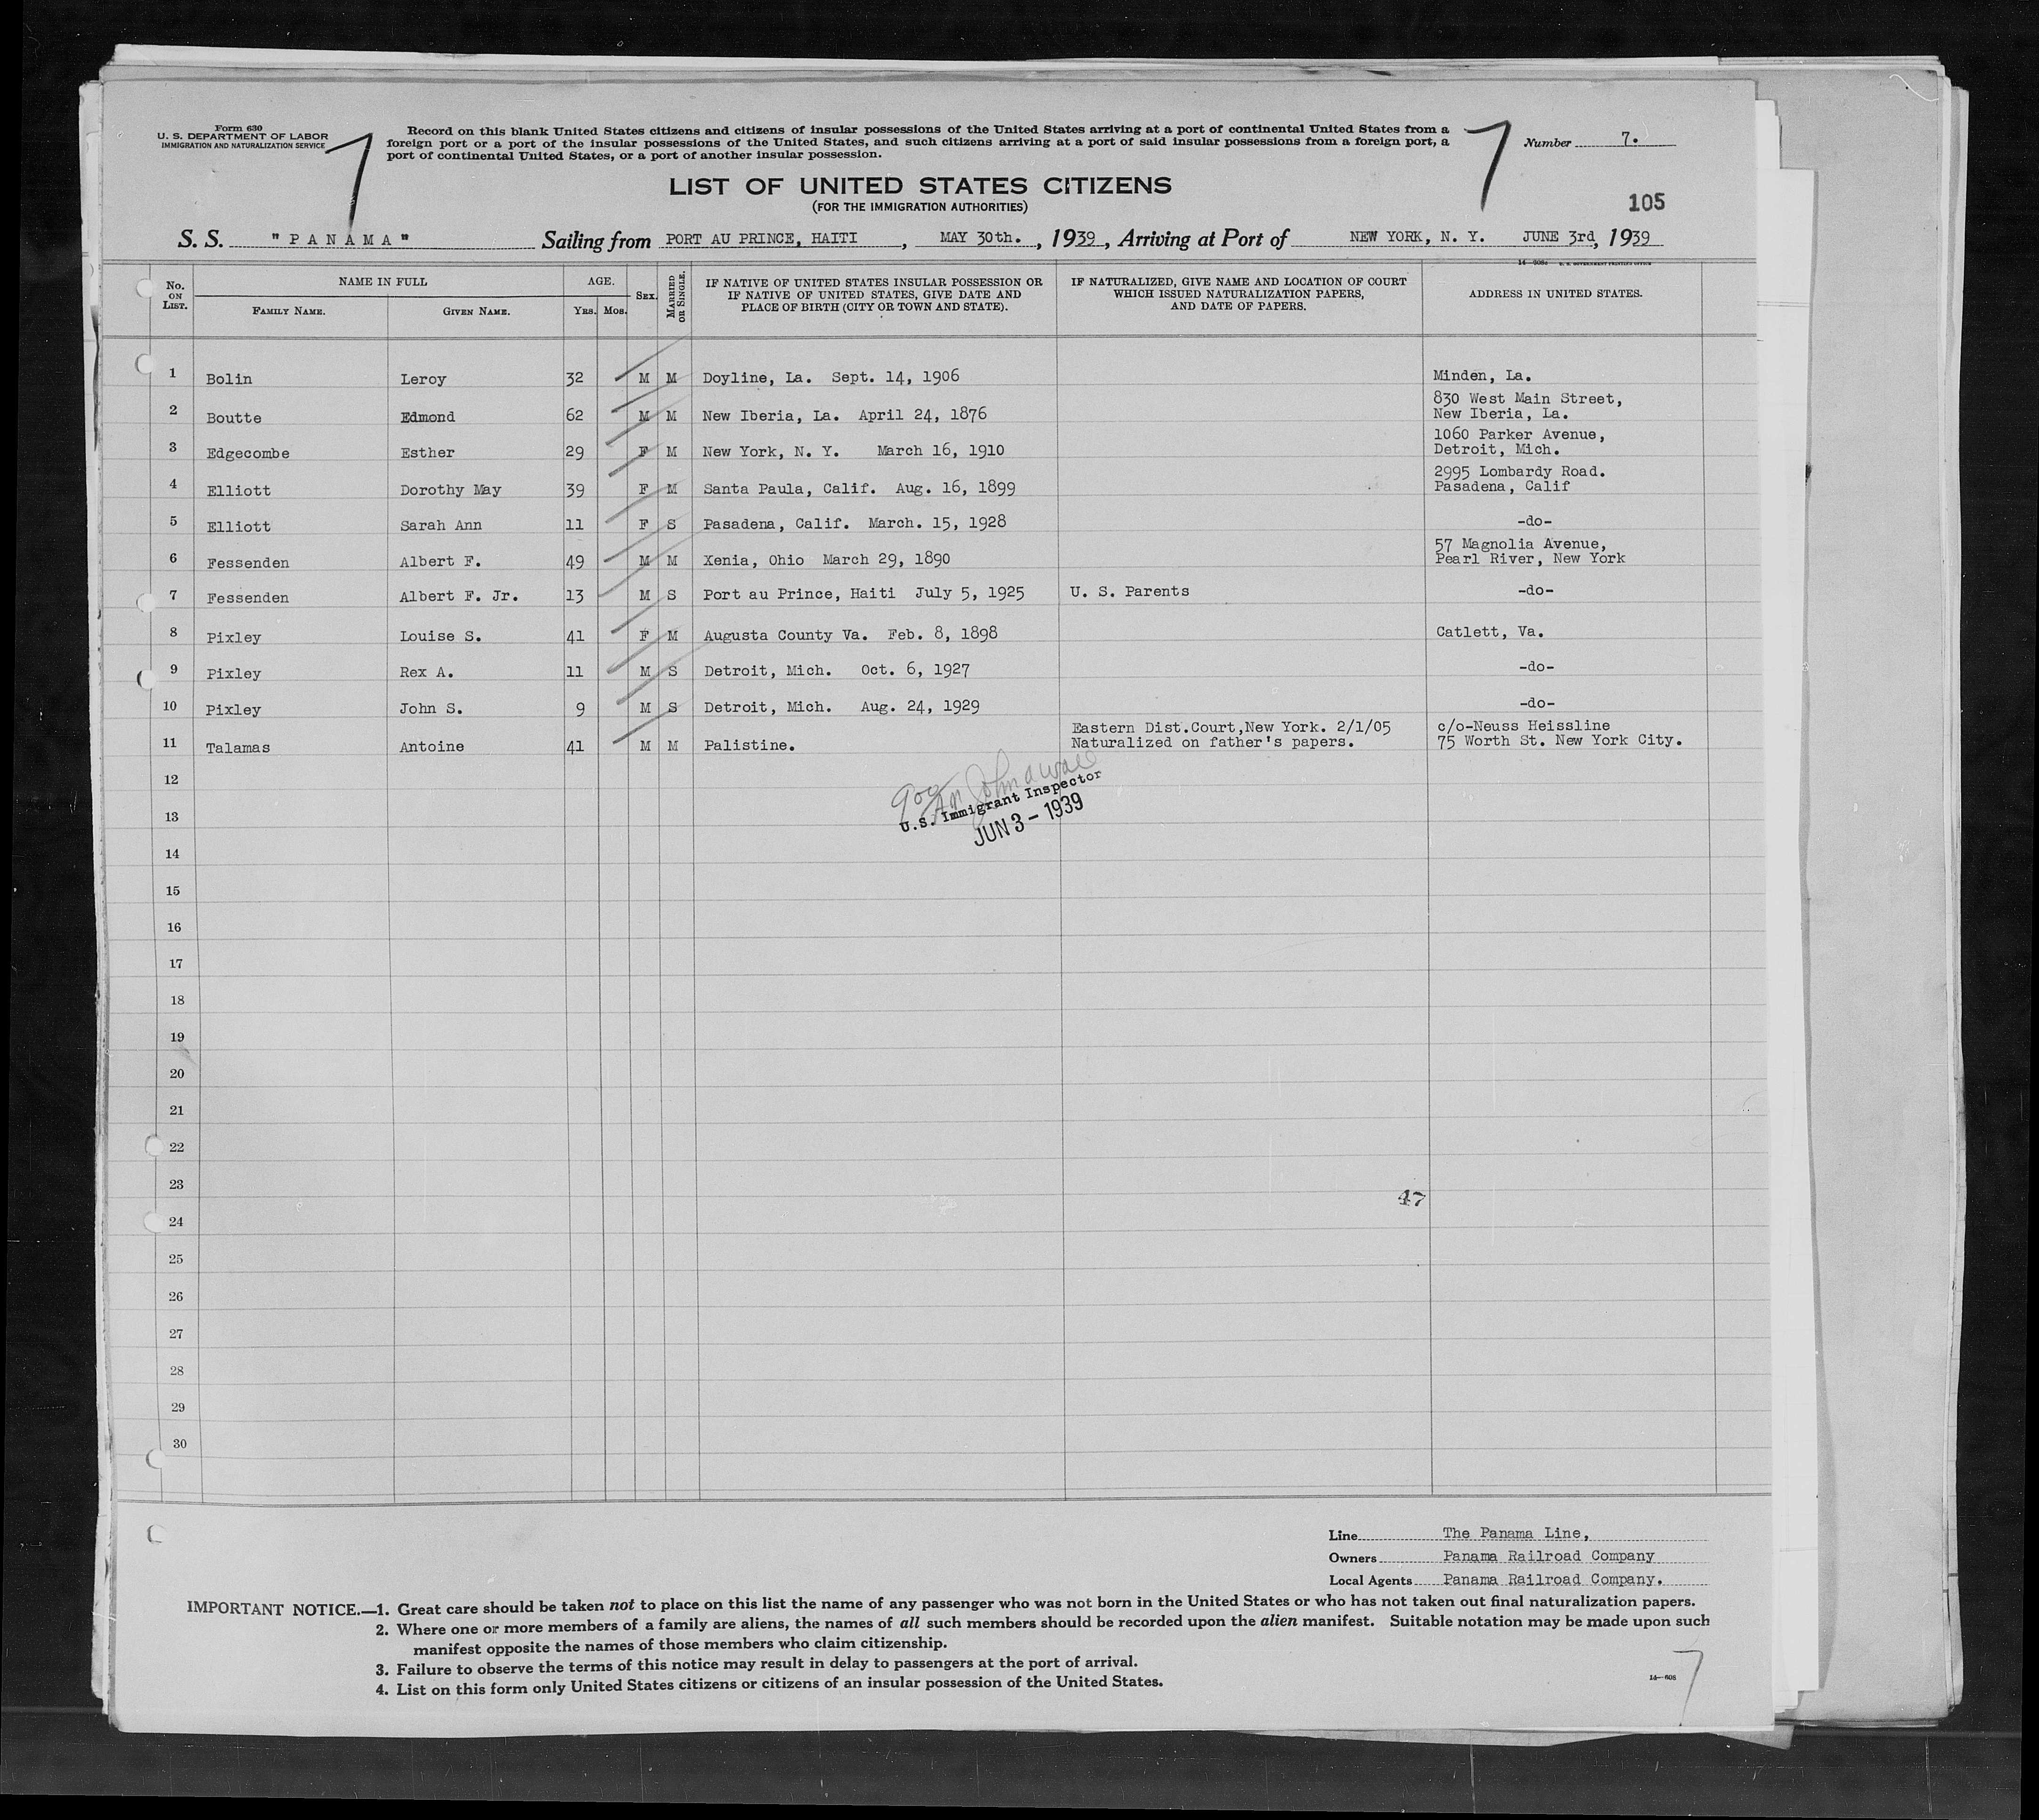 Form 630
U. S. DEPARTMENT OF LABOR
IMMIGRATION AND NATURALIZATION SERVICE
7
Record on this blank United States citizens and citizens of insular possessions of the United States arriving at a port of continental United States from a
foreign port or a port of the insular possessions of the United States, and such citizens arriving at a port of said insular possessions from a foreign port, a
port of continental United States, or a port of another insular possession.
7
Number 7.
LIST OF UNITED STATES CITIZENS
(FOR THE IMMIGRATION AUTHORITIES)
105
S. S. "PANAMA" Sailing from PORT AU PRINCE, HAITI, MAY 30th., 1939, Arriving at Port of NEW YORK, N. Y. JUNE 3rd, 1939
No. ON LIST. NAME IN FULL FAMILY NAME. GIVEN NAME. AGE. YRS. MOS. SEX. MARRIED OR SINGLE. IF NATIVE OF UNITED STATES INSULAR POSSESSION OR IF NATIVE OF UNITED STATES, GIVE DATE AND PLACE OF BIRTH (CITY OR TOWN AND STATE). IF NATURALIZED, GIVE NAME AND LOCATION OF COURT WHICH ISSUED NATURALIZATION PAPERS, AND DATE OF PAPERS. ADDRESS IN UNITED STATES.
1 Bolin Leroy 32 M M Doyline, La. Sept. 14, 1906 Minden, La.
2 Boutte Edmond 62 M M New Iberia, La. April 24, 1876 830 West Main Street, New Iberia, La.
3 Edgecombe Esther 29 F M New York, N. Y. March 16, 1910 1060 Parker Avenue, Detroit, Mich.
4 Elliott Dorothy May 39 F M Santa Paula, Calif. Aug. 16, 1899 2995 Lombardy Road. Pasadena, Calif
5 Elliott Sarah Ann 11 F S Pasadena, Calif. March. 15, 1928 -do-
6 Fessenden Albert F. 49 M M Xenia, Ohio March 29, 1890 57 Magnolia Avenue, Pearl River, New York
7 Fessenden Albert F. Jr. 13 M S Port au Prince, Haiti July 5, 1925 U. S. Parents -do-
8 Pixley Louise S. 41 F M Augusta County Va. Feb. 8, 1898 Catlett, Va.
9 Pixley Rex A. 11 M S Detroit, Mich. Oct. 6, 1927 -do-
10 Pixley John S. 9 M S Detroit, Mich. Aug. 24, 1929 -do-
11 Talamas Antoine 41 M M Palistine. Eastern Dist.Court,New York. 2/1/05 Naturalized on father's papers. c/o-Neuss Heissline 75 Worth St. New York City.
12
U.S. Immigrant Inspector
13
JUN 3 - 1939
14
15
16
17
18
19
20
21
22
23
47
24
25
26
27
28
29
30
Line The Panama Line,
Owners Panama Railroad Company
Local Agents Panama Railroad Company.
IMPORTANT NOTICE.—1. Great care should be taken not to place on this list the name of any passenger who was not born in the United States or who has not taken out final naturalization papers.
2. Where one or more members of a family are aliens, the names of all such members should be recorded upon the alien manifest. Suitable notation may be made upon such
manifest opposite the names of those members who claim citizenship.
3. Failure to observe the terms of this notice may result in delay to passengers at the port of arrival.
4. List on this form only United States citizens or citizens of an insular possession of the United States.
14—608
7